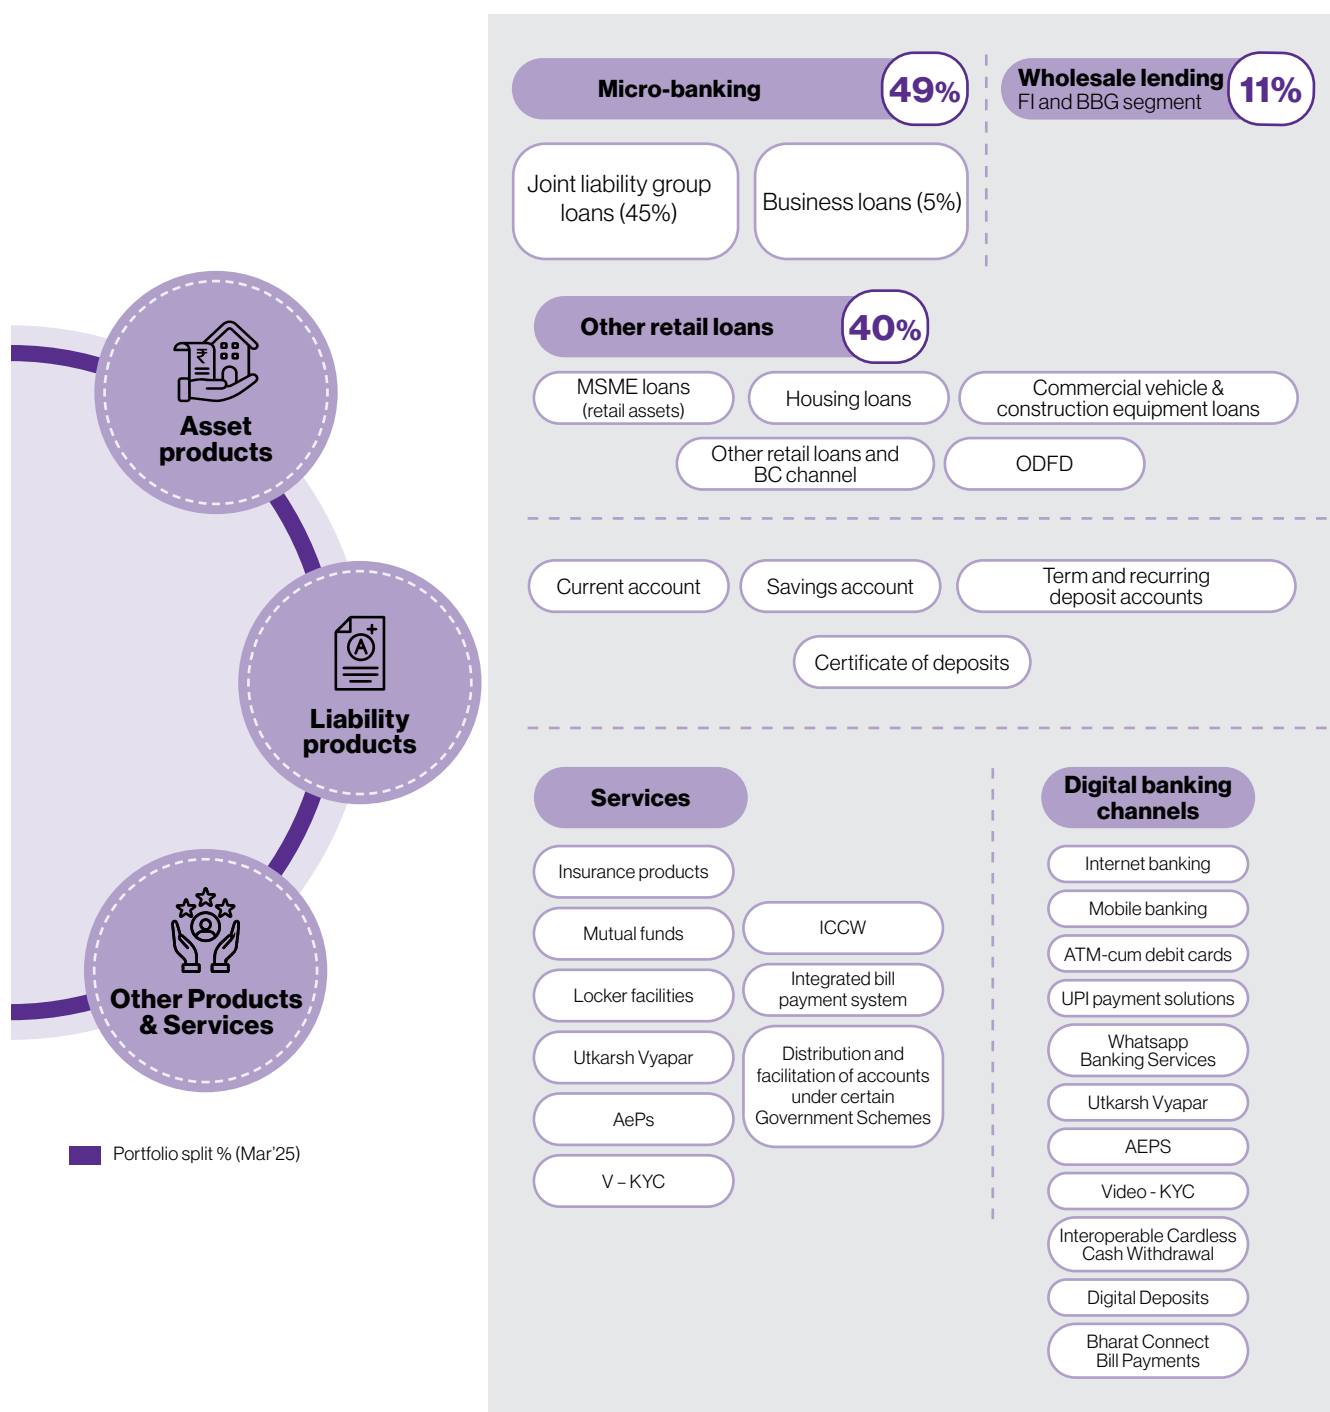 Micro-banking
49%
Wholesale lending
FI and BBG segment
11%
Joint liability group
loans (45%)
Business loans (5%)
Other retail loans
40%
MSME loans
(retail assets)
Housing loans
Commercial vehicle &
construction equipment loans
Other retail loans and
BC channel
ODFD
Asset
products
₹
Current account
Savings account
Term and recurring
deposit accounts
Certificate of deposits
A+
Liability
products
Services
Insurance products
Mutual funds
Locker facilities
Utkarsh Vyapar
AePs
V – KYC
ICCW
Integrated bill
payment system
Distribution and
facilitation of accounts
under certain
Government Schemes
Digital banking
channels
Internet banking
Mobile banking
ATM-cum debit cards
UPI payment solutions
Whatsapp
Banking Services
Utkarsh Vyapar
AEPS
Video - KYC
Interoperable Cardless
Cash Withdrawal
Digital Deposits
Bharat Connect
Bill Payments
Other Products
& Services
Portfolio split % (Mar'25)